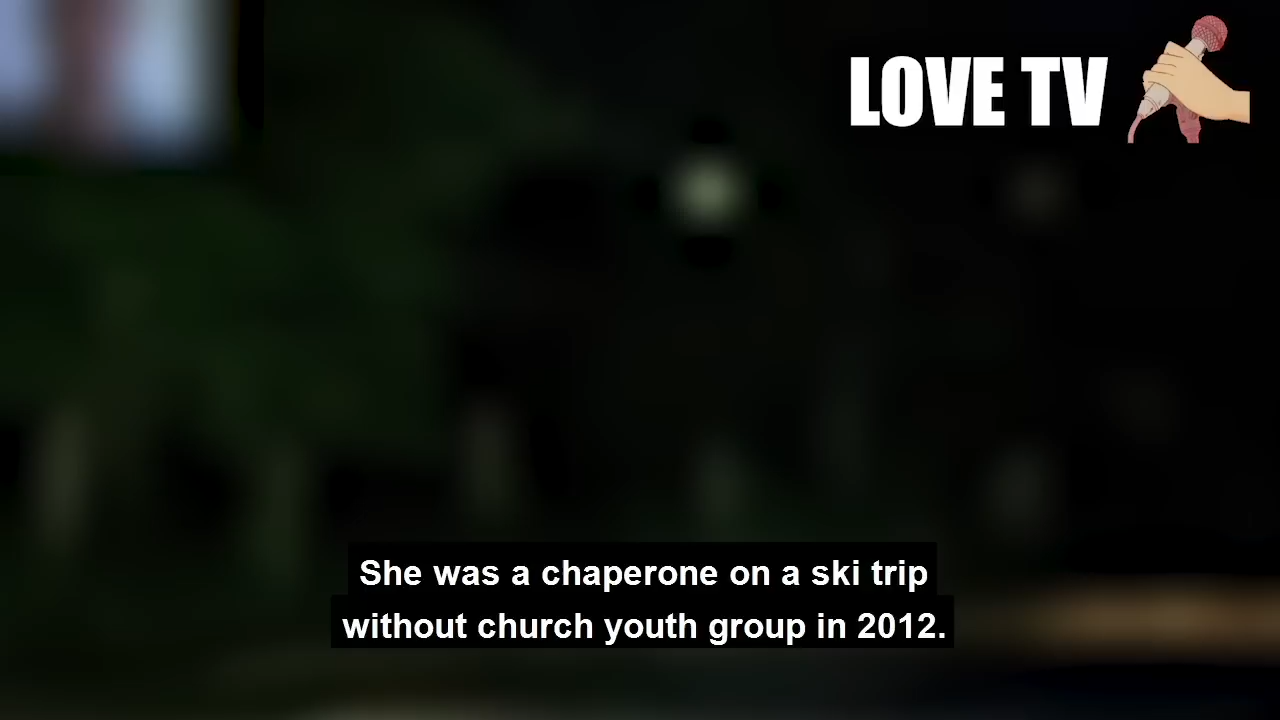 LOVE TV
She was a chaperone on a ski trip
without church youth group in 2012.